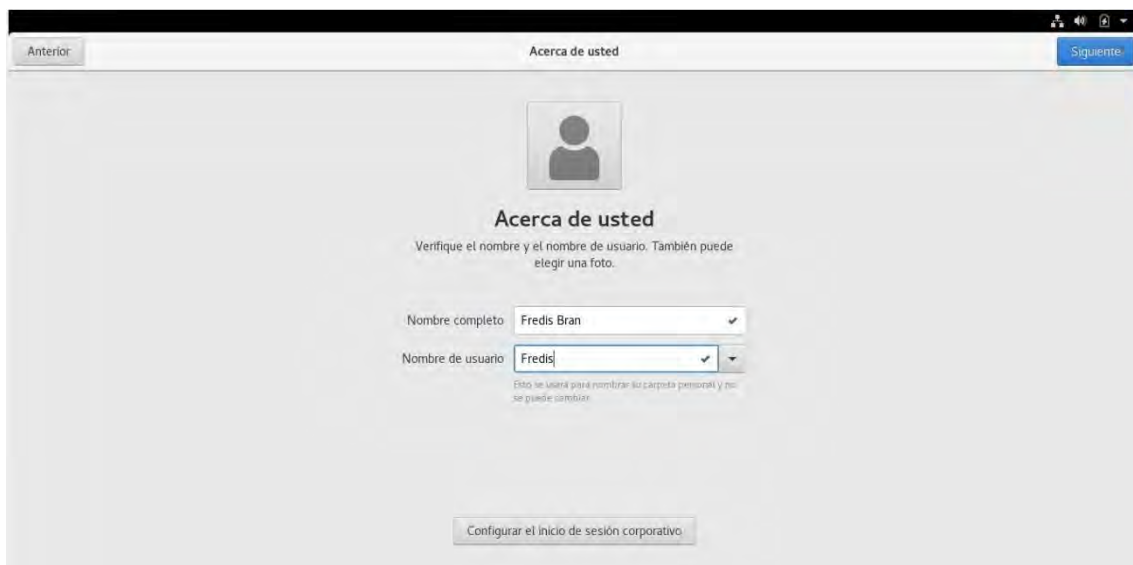 Anterior
Acerca de usted
Siguiente
Acerca de usted
Verifique el nombre y el nombre de usuario. También puede
elegir una foto.
Nombre completo
Fredis Bran
Nombre de usuario
Fredis
Esto se usará para nombrar su carpeta personal y no
se puede cambiar.
Configurar el inicio de sesión corporativo